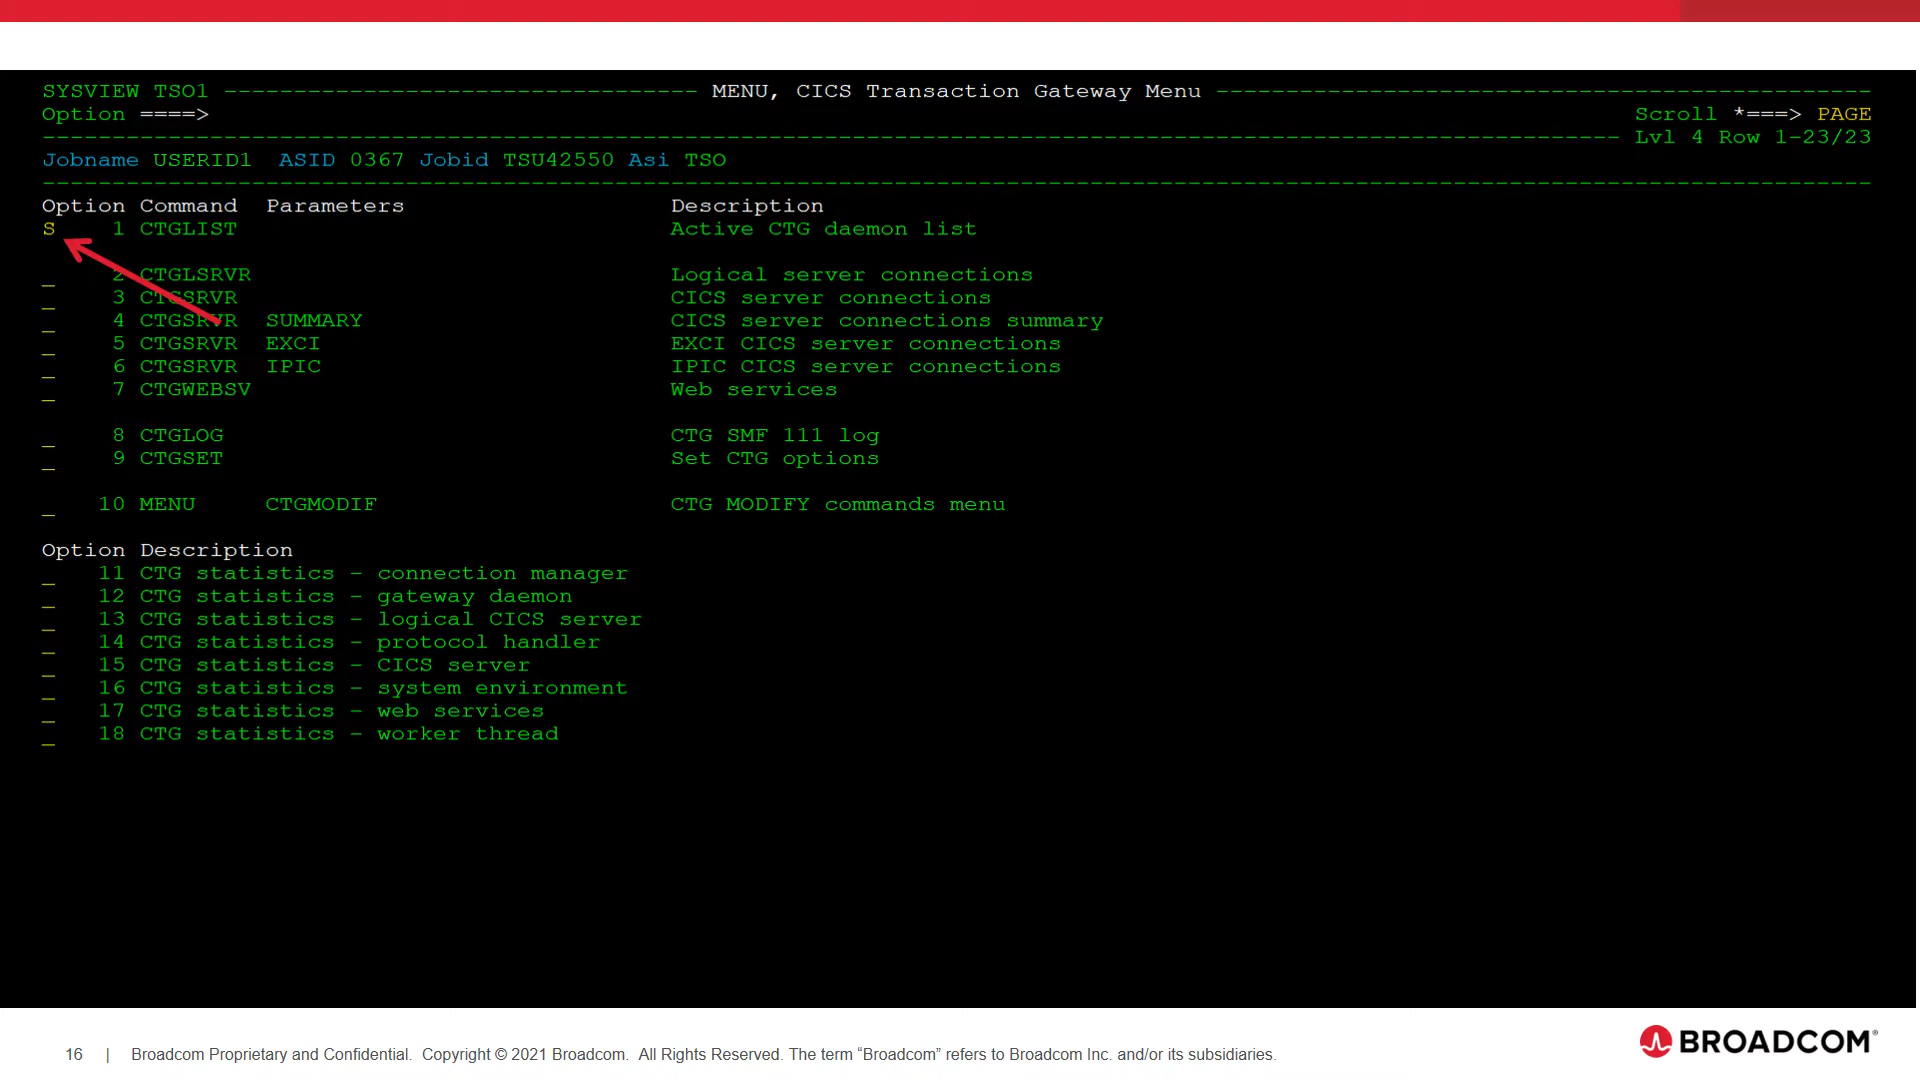 SYSVIEW TSO1 ---------------------------------- MENU, CICS Transaction Gateway Menu -----------------------------------------------
Option ====> Scroll *===> PAGE
----------------------------------------------------------------------------------------------------------------- Lvl 4 Row 1-23/23
Jobname USERID1 ASID 0367 Jobid TSU42550 Asi TSO
-----------------------------------------------------------------------------------------------------------------------------------
Option Command Parameters Description
S 1 CTGLIST Active CTG daemon list
_ 2 CTGLSRVR Logical server connections
_ 3 CTGSRVR CICS server connections
_ 4 CTGSRVR SUMMARY CICS server connections summary
_ 5 CTGSRVR EXCI EXCI CICS server connections
_ 6 CTGSRVR IPIC IPIC CICS server connections
_ 7 CTGWEBSV Web services
_ 8 CTGLOG CTG SMF 111 log
_ 9 CTGSET Set CTG options
_ 10 MENU CTGMODIF CTG MODIFY commands menu
Option Description
_ 11 CTG statistics - connection manager
_ 12 CTG statistics - gateway daemon
_ 13 CTG statistics - logical CICS server
_ 14 CTG statistics - protocol handler
_ 15 CTG statistics - CICS server
_ 16 CTG statistics - system environment
_ 17 CTG statistics - web services
_ 18 CTG statistics - worker thread
16 | Broadcom Proprietary and Confidential. Copyright © 2021 Broadcom. All Rights Reserved. The term “Broadcom” refers to Broadcom Inc. and/or its subsidiaries.
BROADCOM®